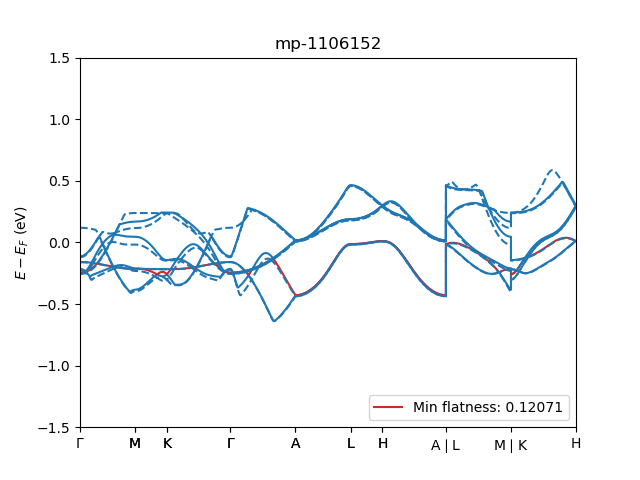 mp-1106152
E − E_F (eV)
1.5
1.0
0.5
0.0
−0.5
−1.0
−1.5
Min flatness: 0.12071
Γ M K Γ A L H A | L M | K H